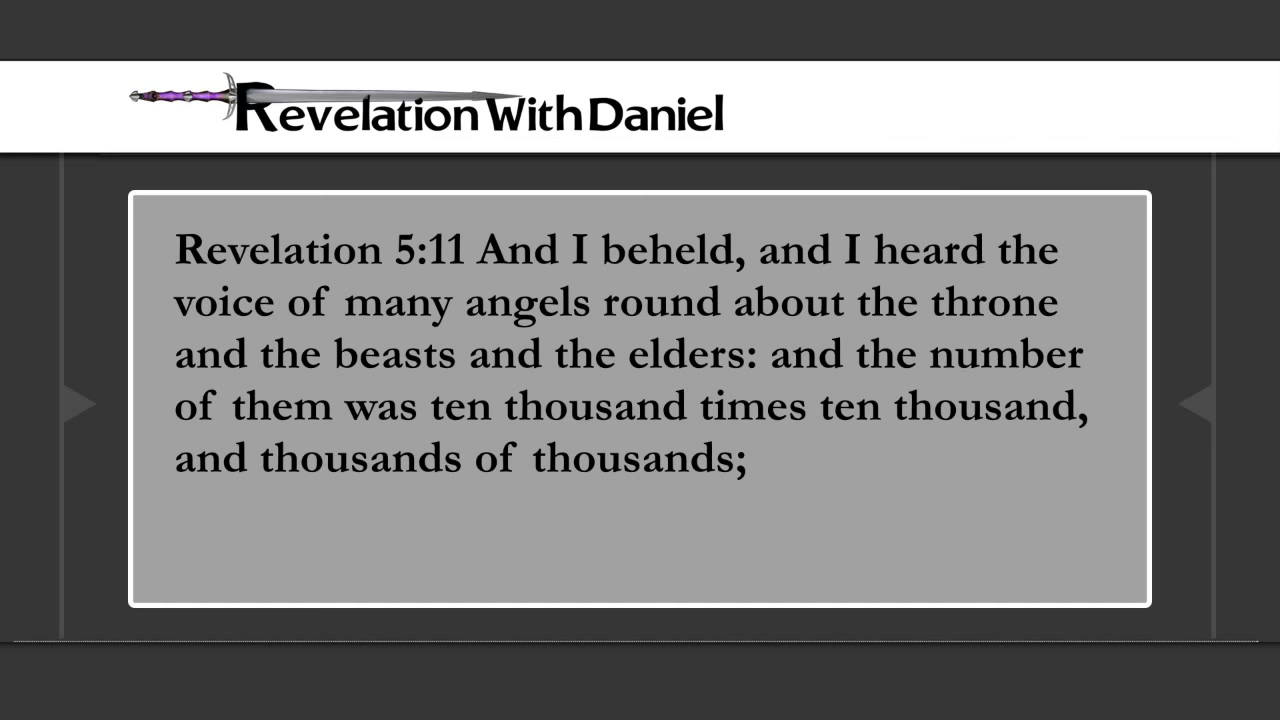 Revelation With Daniel
Revelation 5:11 And I beheld, and I heard the
voice of many angels round about the throne
and the beasts and the elders: and the number
of them was ten thousand times ten thousand,
and thousands of thousands;